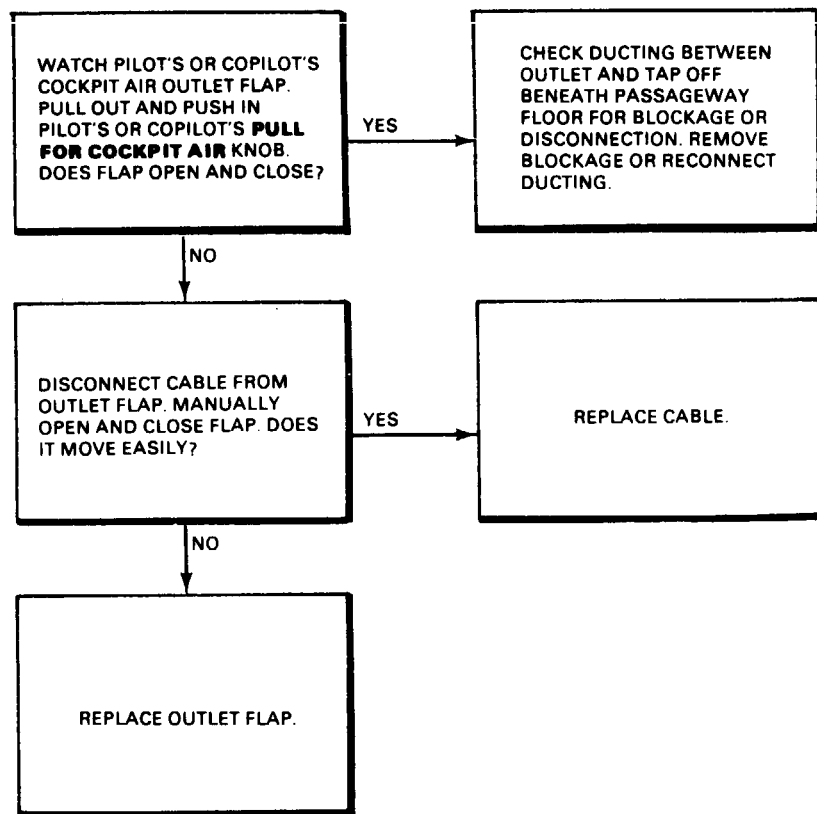 WATCH PILOT'S OR COPILOT'S
COCKPIT AIR OUTLET FLAP.
PULL OUT AND PUSH IN
PILOT'S OR COPILOT'S PULL
FOR COCKPIT AIR KNOB.
DOES FLAP OPEN AND CLOSE?
YES
CHECK DUCTING BETWEEN
OUTLET AND TAP OFF
BENEATH PASSAGEWAY
FLOOR FOR BLOCKAGE OR
DISCONNECTION. REMOVE
BLOCKAGE OR RECONNECT
DUCTING.
NO
DISCONNECT CABLE FROM
OUTLET FLAP. MANUALLY
OPEN AND CLOSE FLAP. DOES
IT MOVE EASILY?
YES
REPLACE CABLE.
NO
REPLACE OUTLET FLAP.